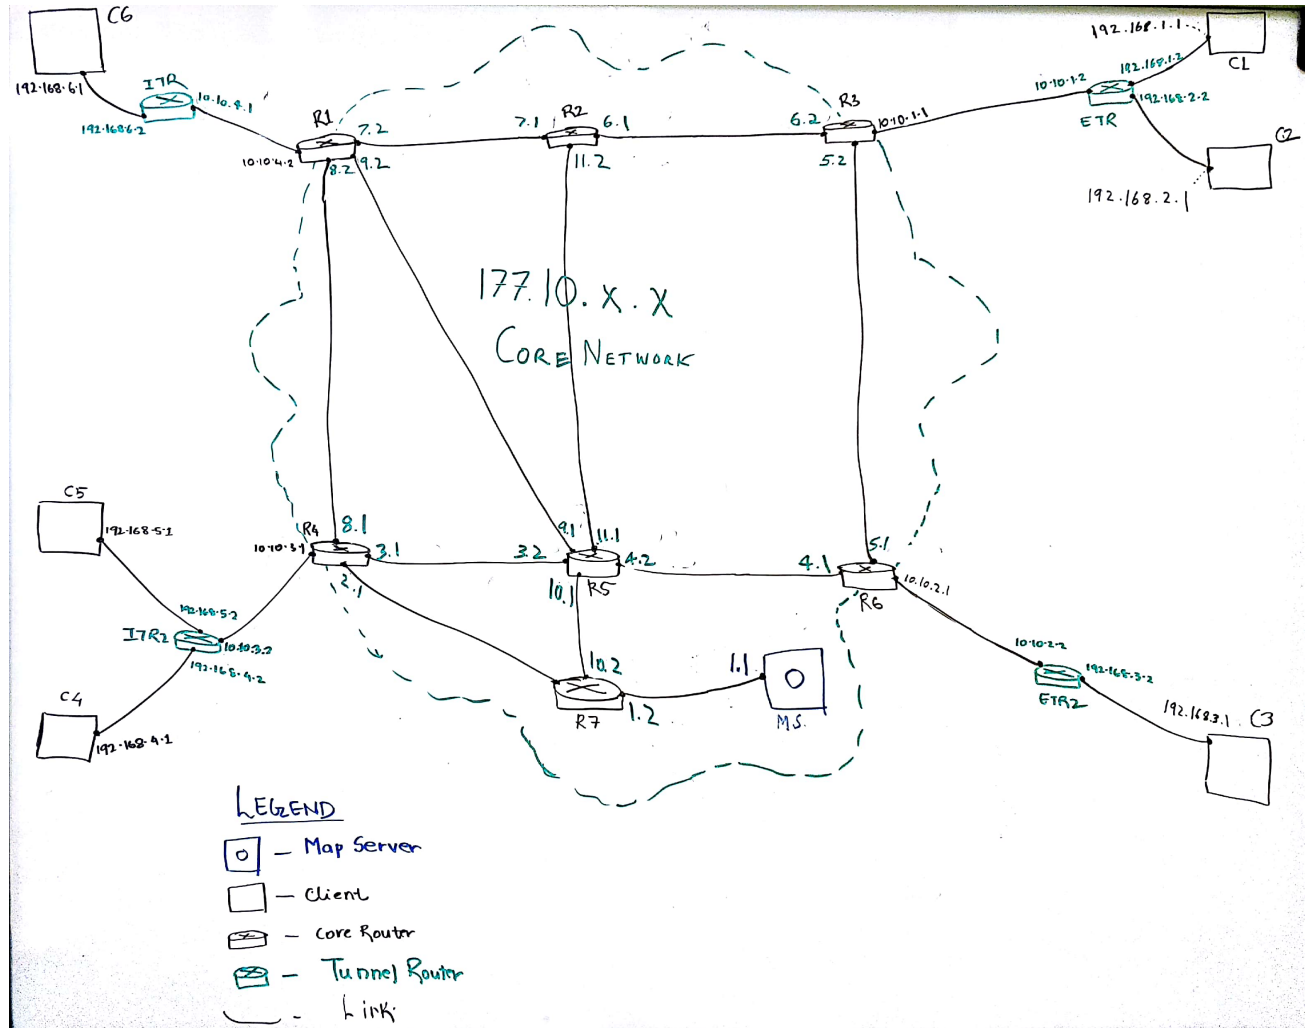 C6
192.168.6.1
ITR
10.10.4.1
192.168.6.2
R1
10.10.4.2
7.2
8.2
9.2
7.1
R2
6.1
11.2
6.2
R3
10.10.1.1
5.2
10.10.1.2
192.168.1.2
192.168.2.2
ETR
192.168.1.1
C1
C2
192.168.2.1
177.10.x.x
CORE NETWORK
C5
192.168.5.1
R4
8.1
10.10.3.1
3.1
2.1
192.168.5.2
ITR2
10.10.3.2
192.168.4.2
C4
192.168.4.1
9.1
11.1
3.2
4.2
10.1
R5
4.1
5.1
R6
10.10.2.1
10.2
R7
1.2
1.1
MS.
10.10.2.2
192.168.3.2
ETR2
192.168.3.1
C3
LEGEND
- Map Server
- Client
- Core Router
- Tunnel Router
- Link